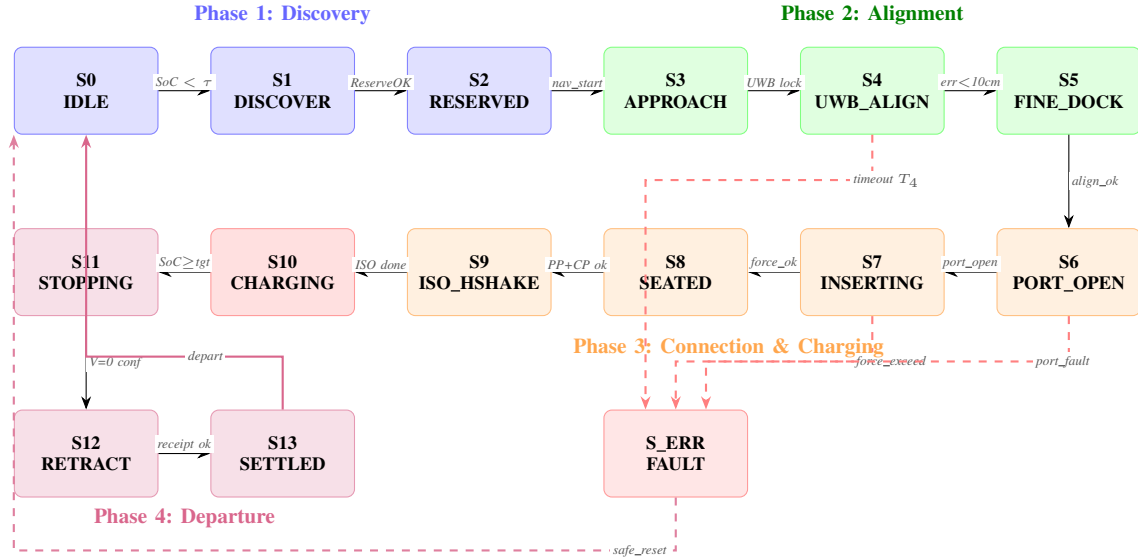 Phase 1: Discovery
Phase 2: Alignment
S0
IDLE
SoC < τ
S1
DISCOVER
ReserveOK
S2
RESERVED
nav_start
S3
APPROACH
UWB lock
S4
UWB_ALIGN
err<10cm
S5
FINE_DOCK
timeout T4
align_ok
S11
STOPPING
SoC≥tgt
S10
CHARGING
ISO done
S9
ISO_HSHAKE
PP+CP ok
S8
SEATED
force_ok
S7
INSERTING
port_open
S6
PORT_OPEN
Phase 3: Connection & Charging
V=0 conf
depart
force_exceed
port_fault
S12
RETRACT
receipt ok
S13
SETTLED
S_ERR
FAULT
Phase 4: Departure
safe_reset